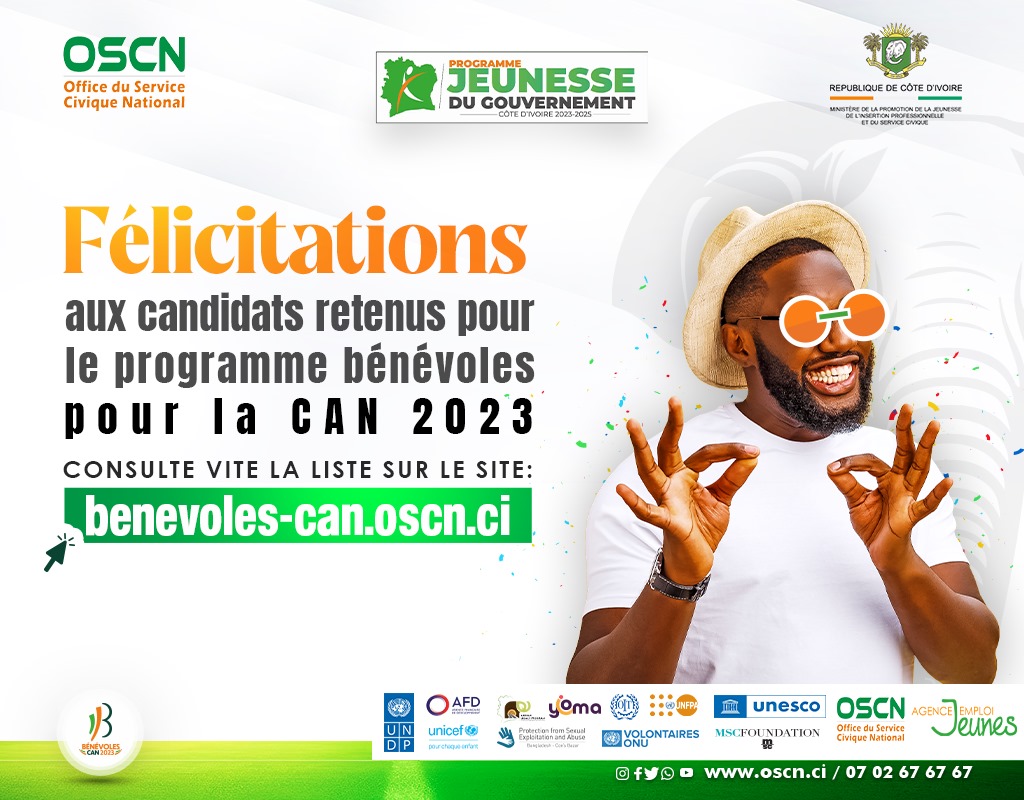 OSCN
Office du Service
Civique National
PROGRAMME
JEUNESSE
DU GOUVERNEMENT
CÔTE D'IVOIRE 2023-2025
REPUBLIQUE DE CÔTE D'IVOIRE
MINISTÈRE DE LA PROMOTION DE LA JEUNESSE
DE L'INSERTION PROFESSIONNELLE
ET DU SERVICE CIVIQUE
Félicitations
aux candidats retenus pour
le programme bénévoles
pour la CAN 2023
CONSULTE VITE LA LISTE SUR LE SITE:
benevoles-can.oscn.ci
B
BÉNÉVOLES
CAN 2023
U N
D P
AFD
unicef
pour chaque enfant
yoma
Protection from Sexual
Exploitation and Abuse
Bangladesh - Cox's Bazar
UNFPA
VOLONTAIRES
ONU
unesco
MSCFOUNDATION
OSCN
Office du Service
Civique National
AGENCE EMPLOI
Jeunes
www.oscn.ci / 07 02 67 67 67